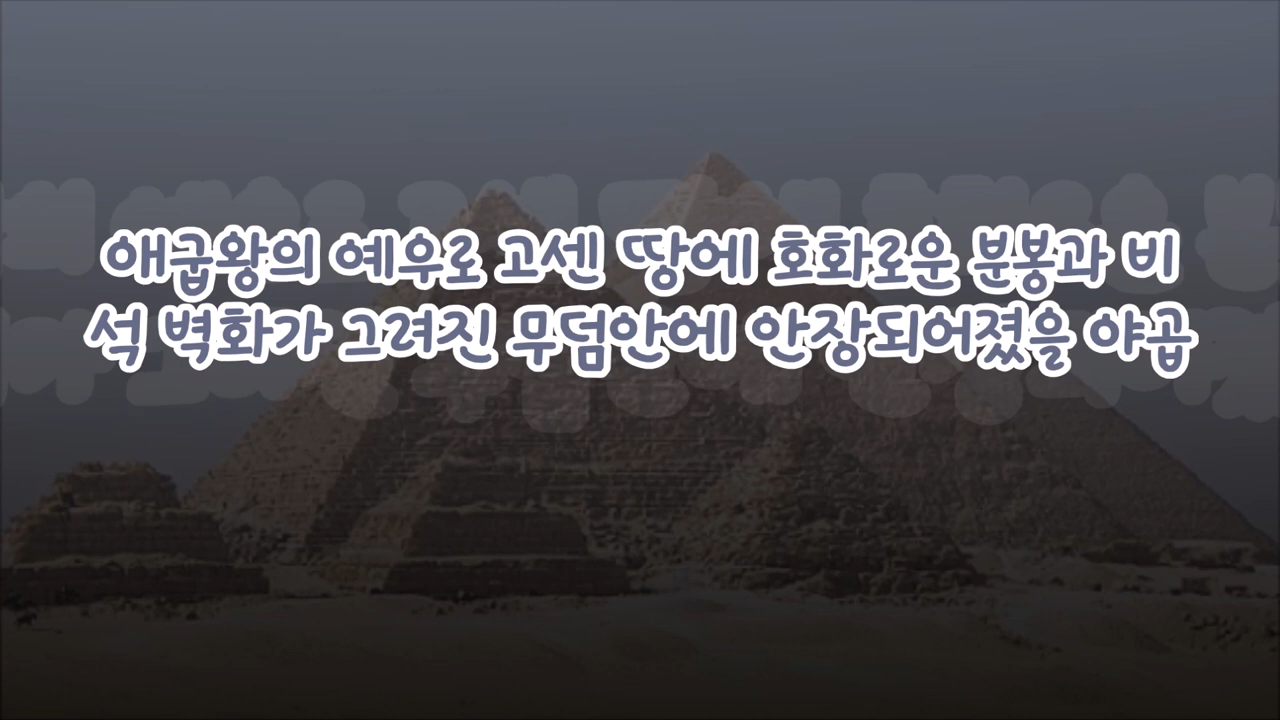 애굽왕의 예우로 고센 땅에 호화로운 분봉과 비
석 벽화가 그려진 무덤안에 안장되어졌을 야곱